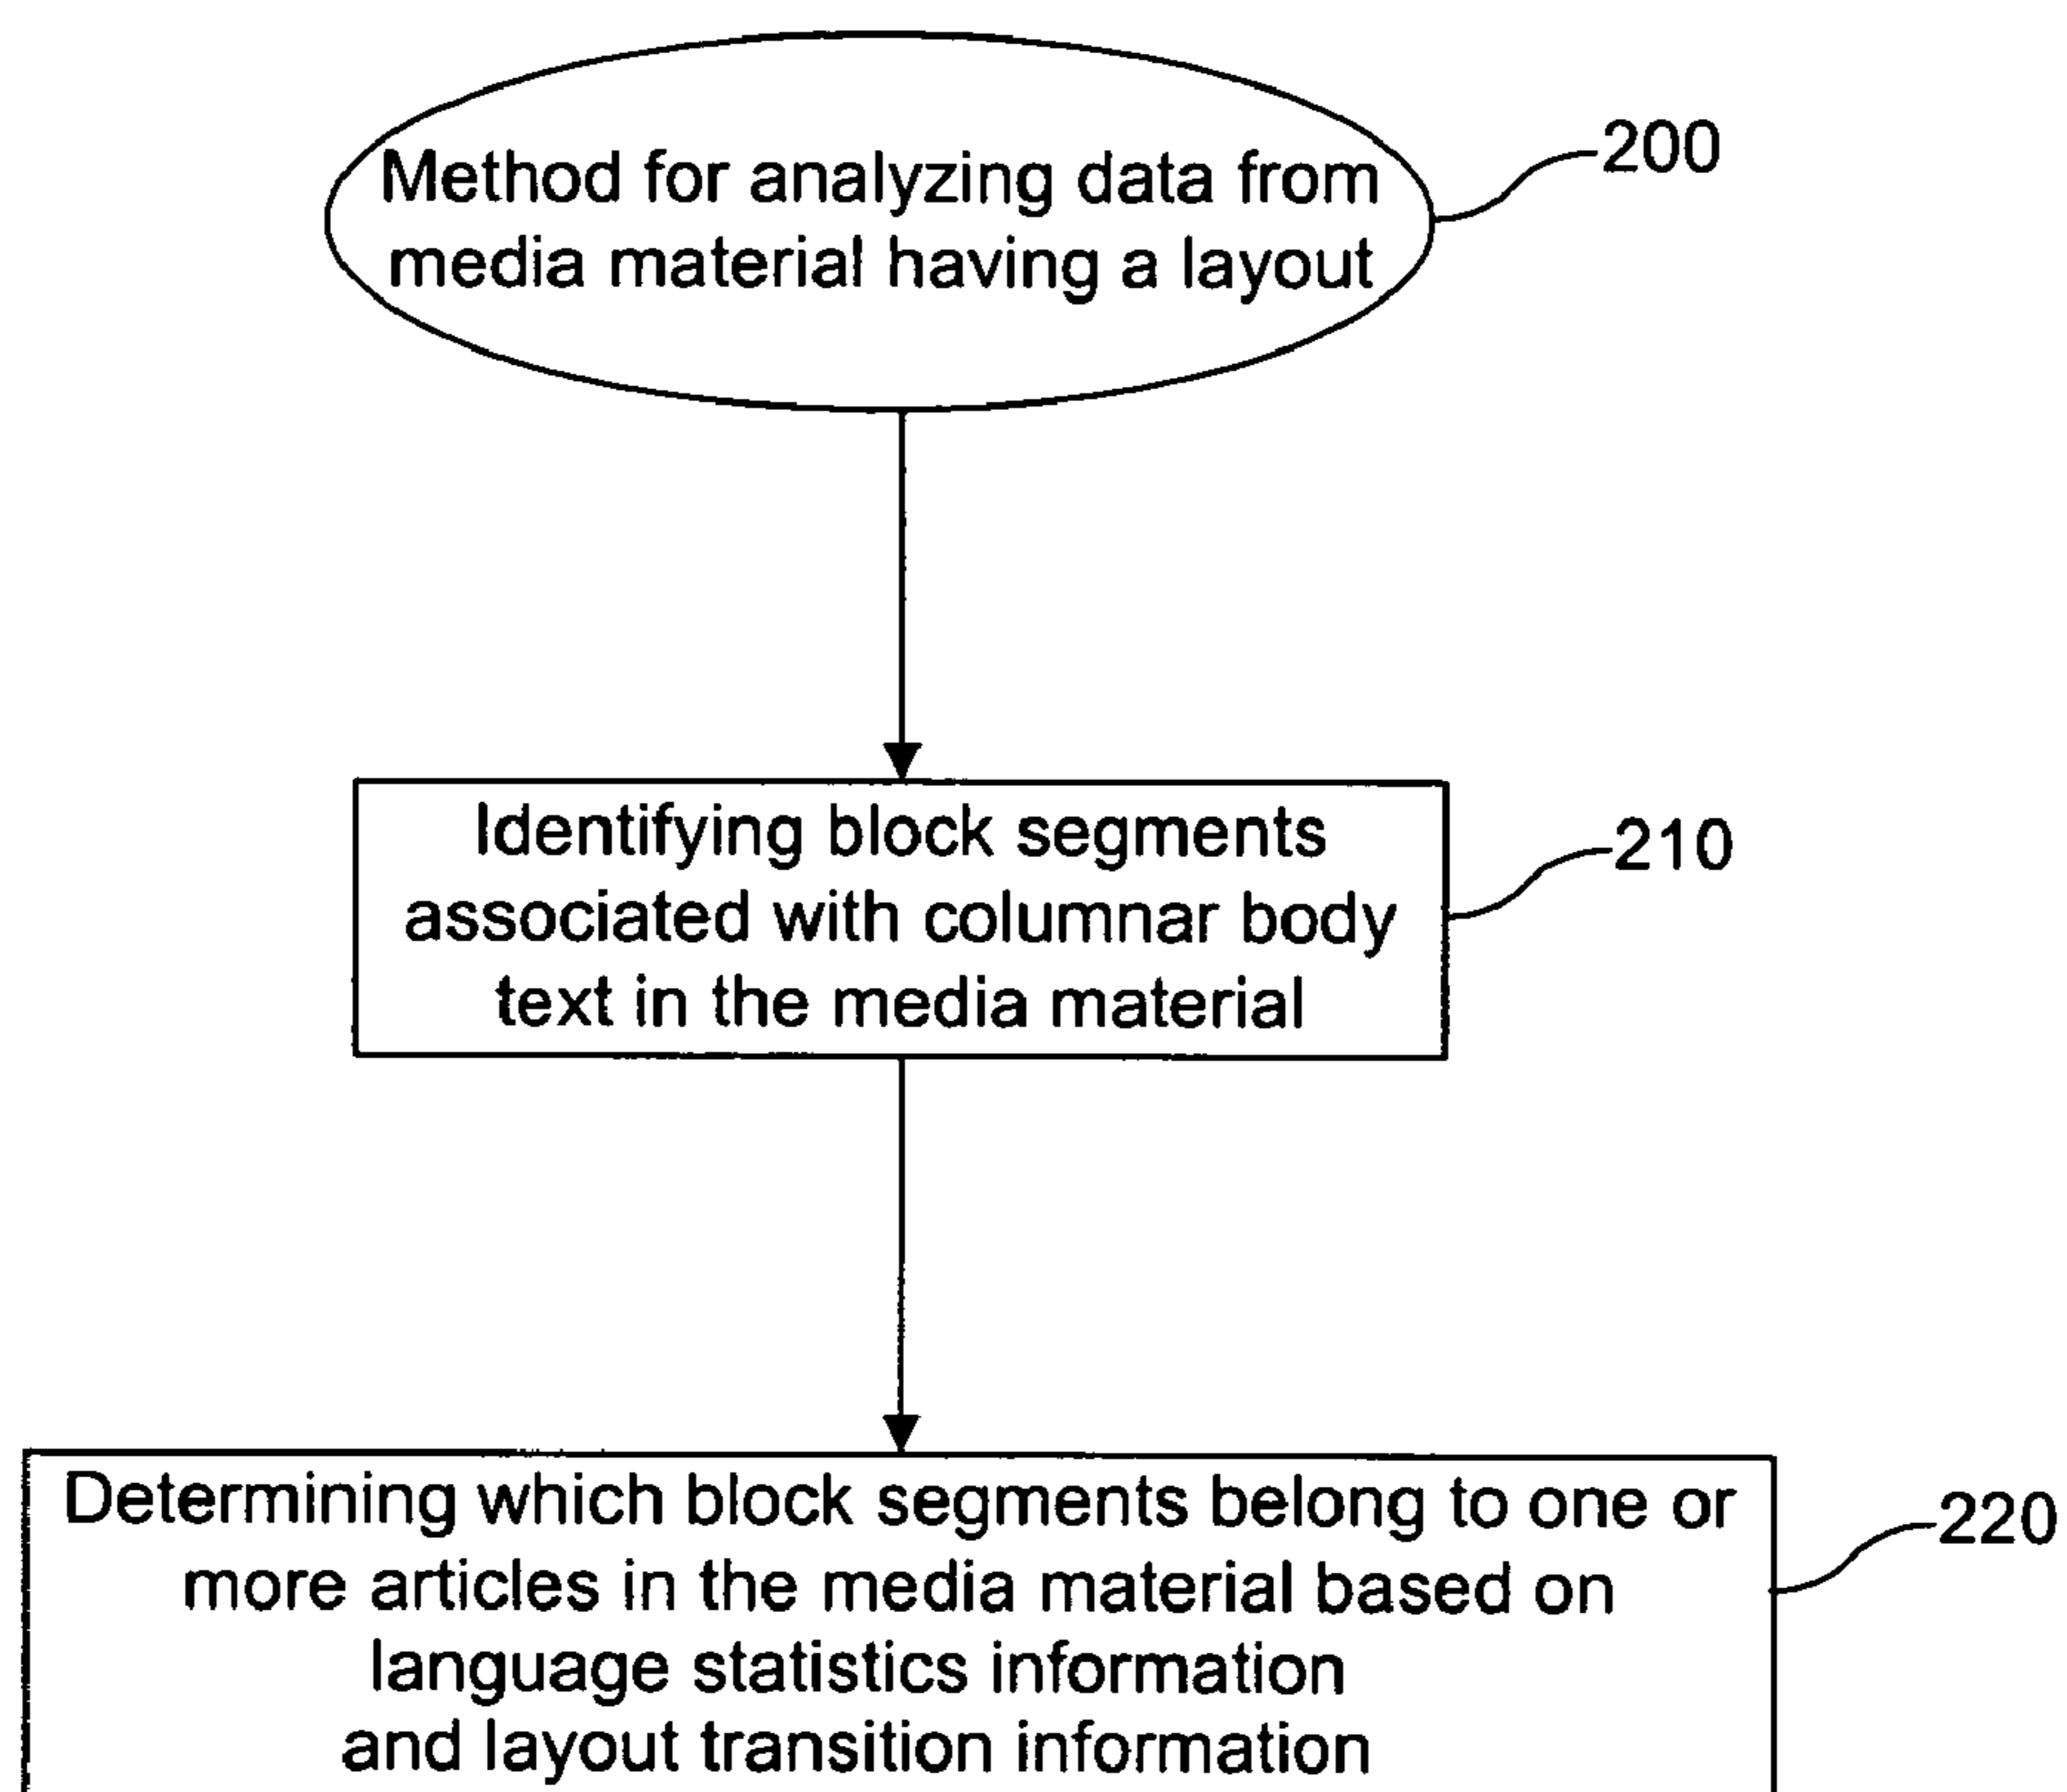 Method for analyzing data from
media material having a layout
200
Identifying block segments
associated with columnar body
text in the media material
210
Determining which block segments belong to one or
more articles in the media material based on
language statistics information
and layout transition information
220